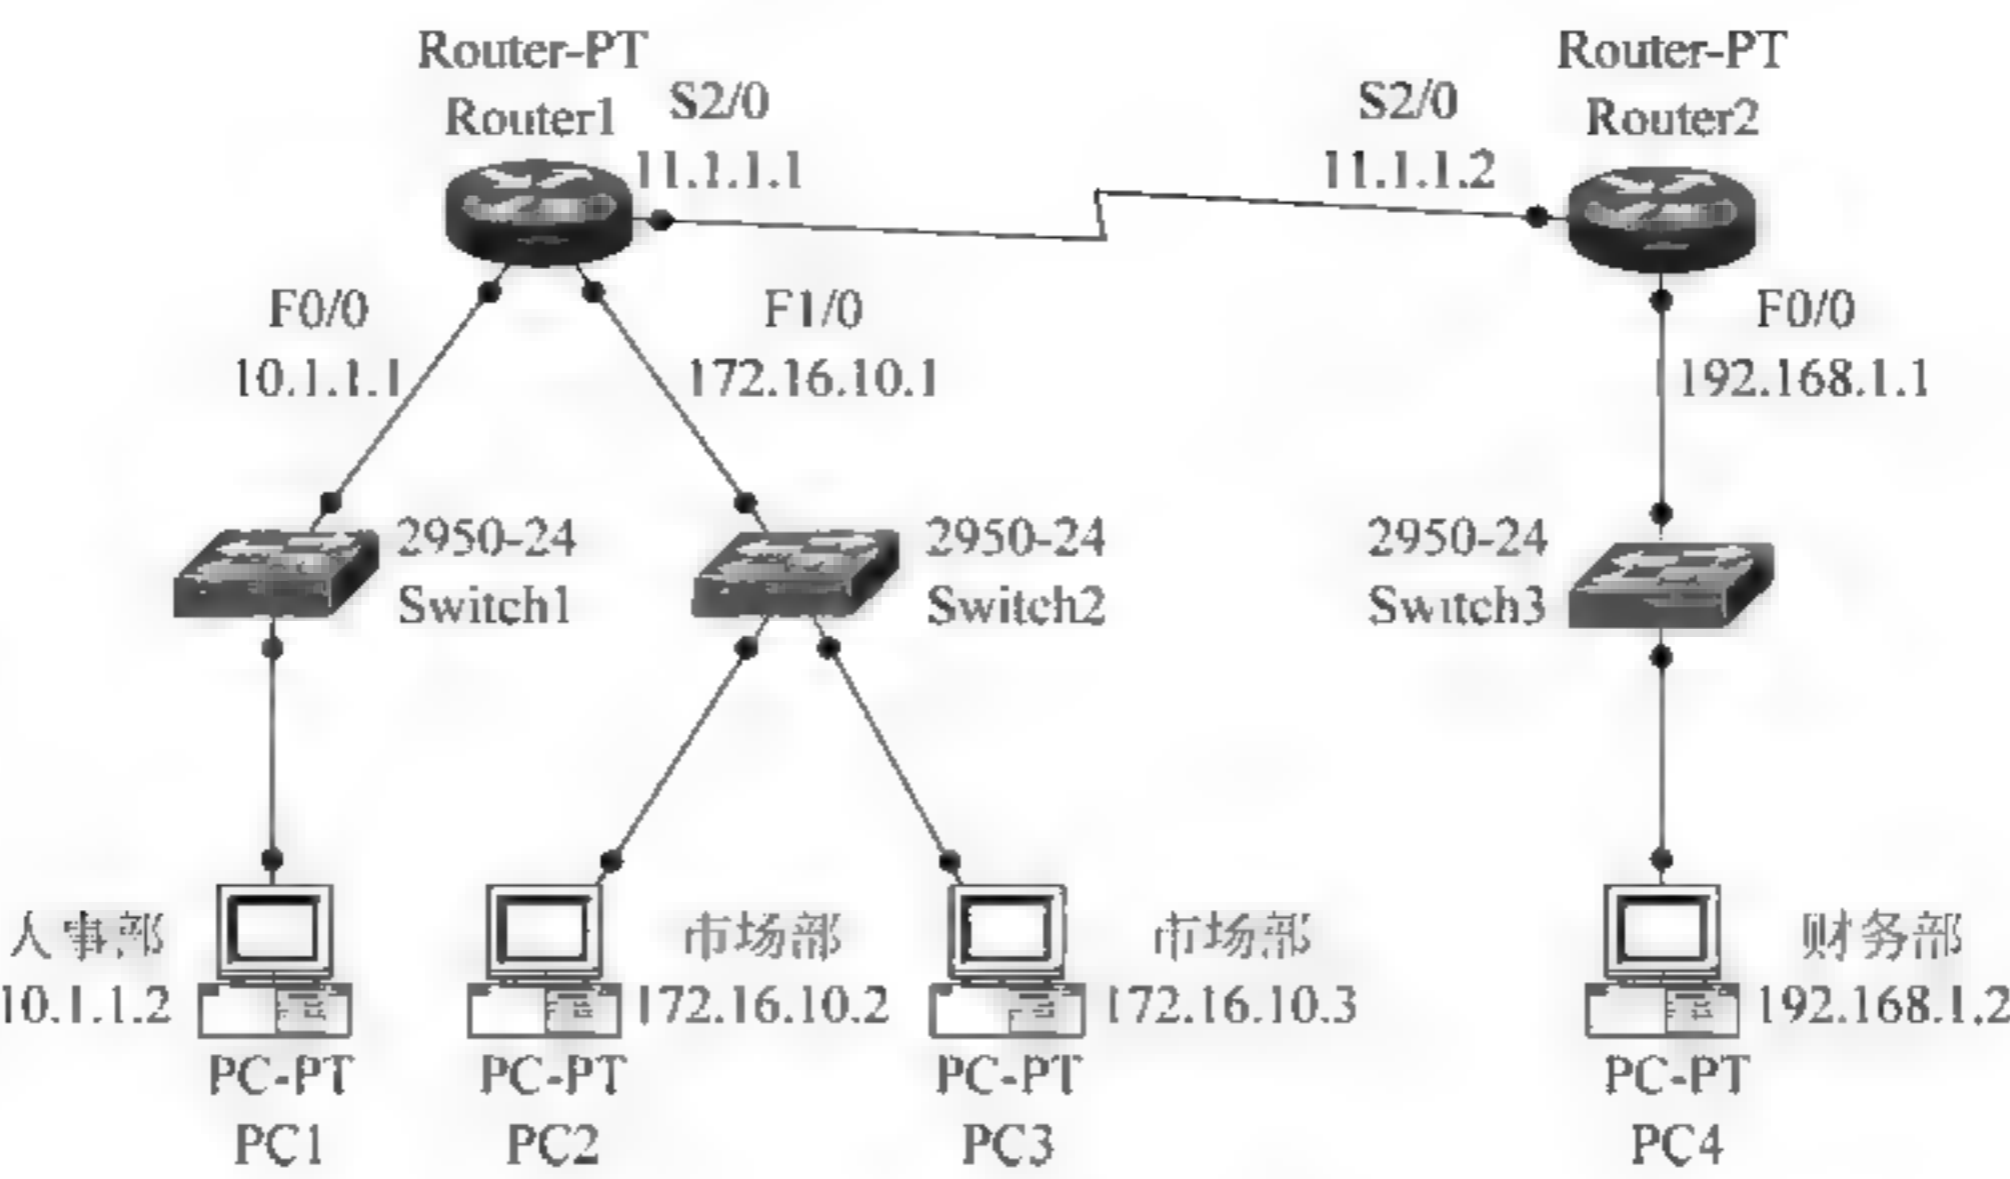 Router-PT
Router1
S2/0
11.1.1.1
S2/0
11.1.1.2
Router-PT
Router2
F0/0
10.1.1.1
F1/0
172.16.10.1
F0/0
192.168.1.1
2950-24
Switch1
2950-24
Switch2
2950-24
Switch3
人事部
10.1.1.2
PC-PT
PC1
市场部
172.16.10.2
PC-PT
PC2
市场部
172.16.10.3
PC-PT
PC3
财务部
192.168.1.2
PC-PT
PC4